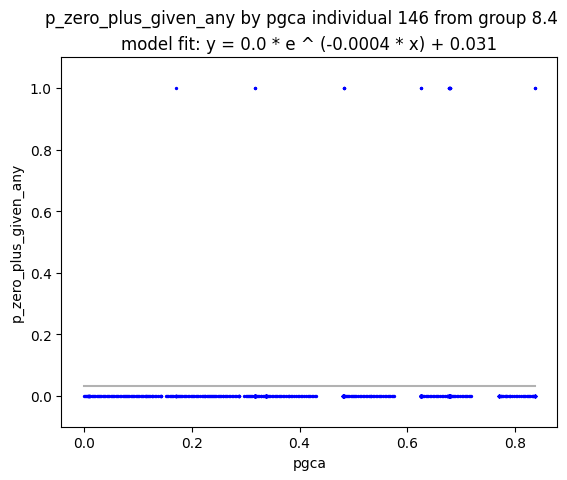 p_zero_plus_given_any by pgca individual 146 from group 8.4
model fit: y = 0.0 * e ^ (-0.0004 * x) + 0.031
p_zero_plus_given_any
1.0
0.8
0.6
0.4
0.2
0.0
0.0 0.2 0.4 0.6 0.8
pgca